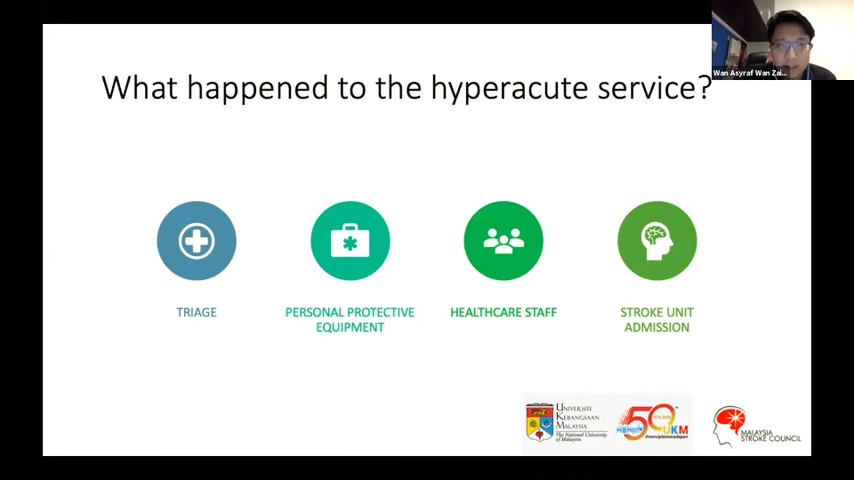 Wan Asyraf Wan Zai...
What happened to the hyperacute service?
TRIAGE
PERSONAL PROTECTIVE
EQUIPMENT
HEALTHCARE STAFF
STROKE UNIT
ADMISSION
UNIVERSITI
KEBANGSAAN
MALAYSIA
The National University
of Malaysia
50
UKM
MALAYSIA
STROKE COUNCIL